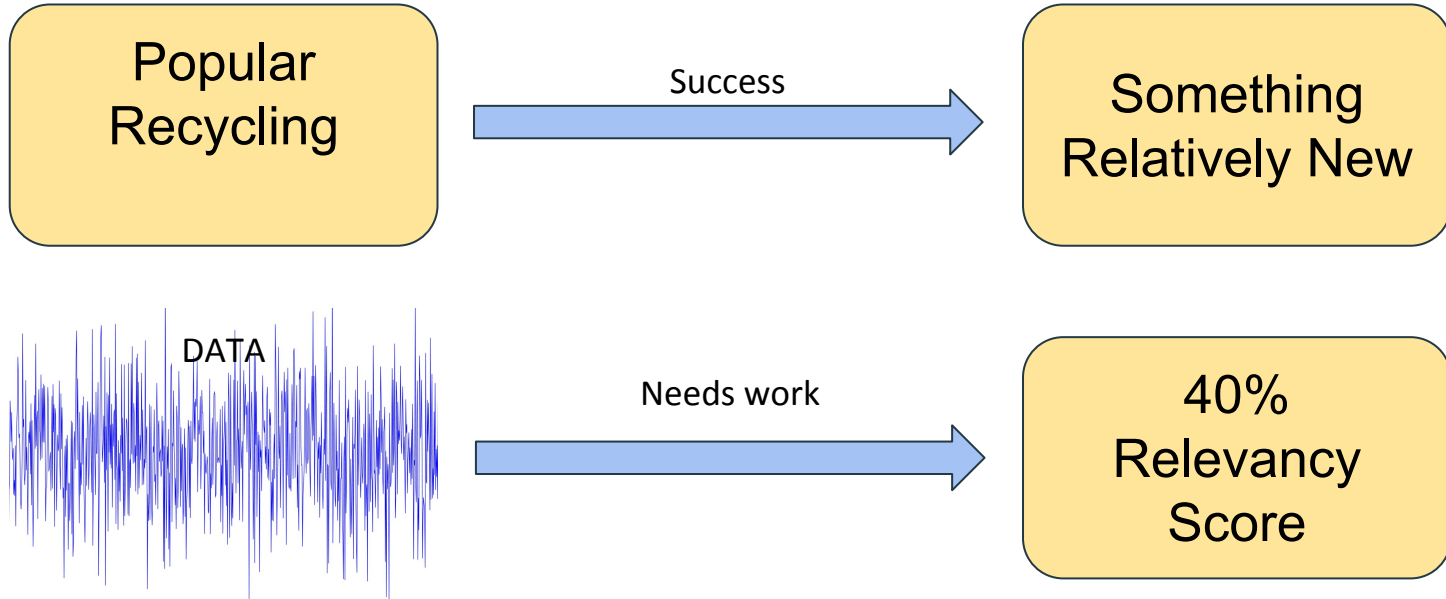 Popular
Recycling
Success
Something
Relatively New
DATA
Needs work
40%
Relevancy
Score